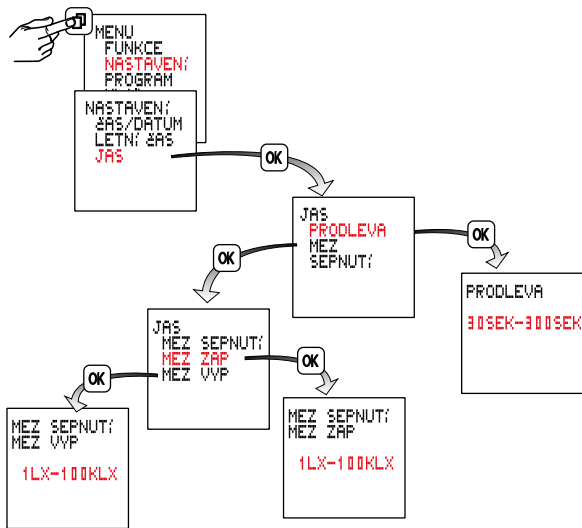 MENU
FUNKCE
NASTAVENí
PROGRAM
NASTAVENí
čAS/DATUM
LETNí čAS
JAS
OK
JAS
PRODLEVA
MEZ
SEPNUTí
OK
OK
PRODLEVA
30SEK-300SEK
JAS
MEZ SEPNUTí
MEZ ZAP
MEZ VYP
OK
OK
MEZ SEPNUTí
MEZ VYP
1LX-100KLX
MEZ SEPNUTí
MEZ ZAP
1LX-100KLX